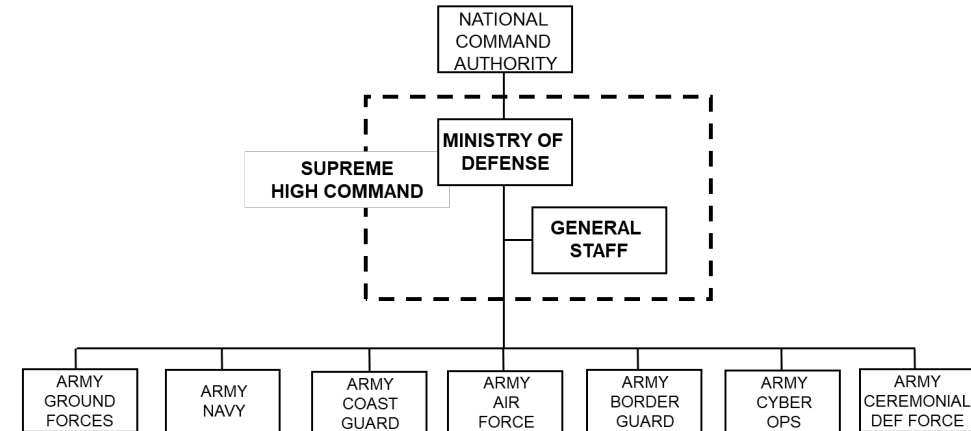 NATIONAL
COMMAND
AUTHORITY
MINISTRY OF
DEFENSE
SUPREME
HIGH COMMAND
GENERAL
STAFF
ARMY
GROUND
FORCES
ARMY
NAVY
ARMY
COAST
GUARD
ARMY
AIR
FORCE
ARMY
BORDER
GUARD
ARMY
CYBER
OPS
ARMY
CEREMONIAL
DEF FORCE